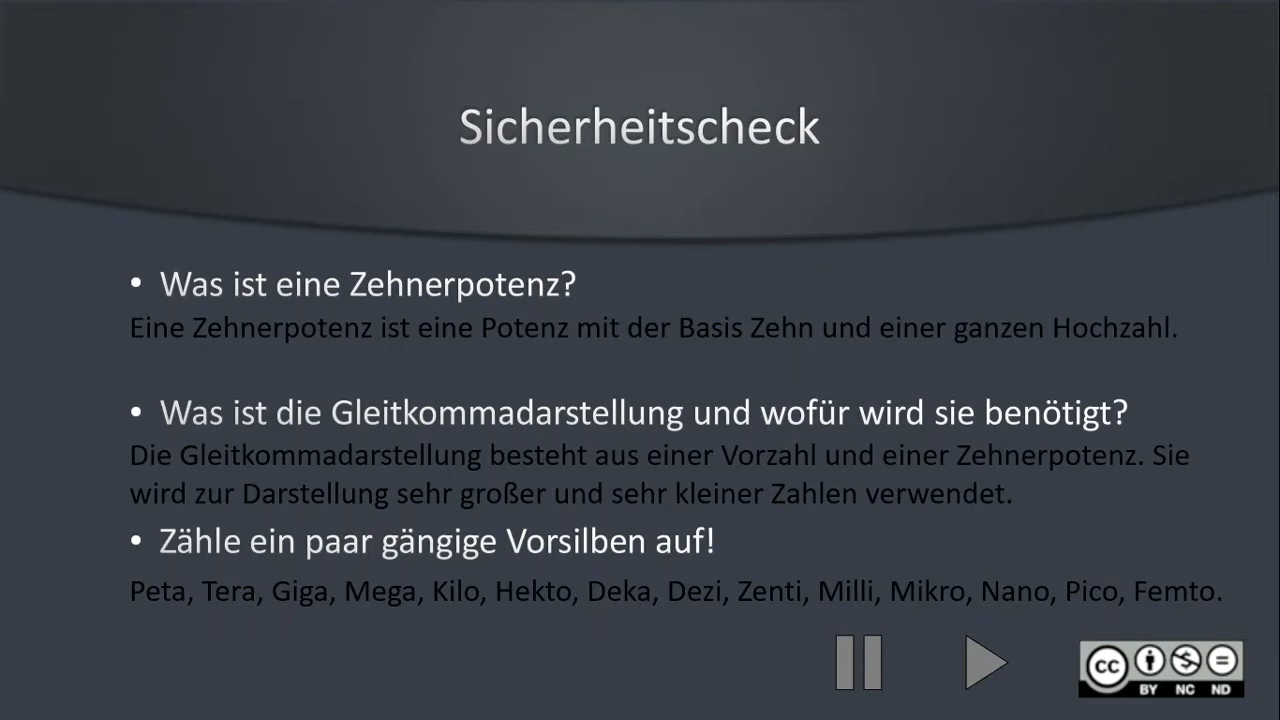 Sicherheitscheck
• Was ist eine Zehnerpotenz?
Eine Zehnerpotenz ist eine Potenz mit der Basis Zehn und einer ganzen Hochzahl.
• Was ist die Gleitkommadarstellung und wofür wird sie benötigt?
Die Gleitkommadarstellung besteht aus einer Vorzahl und einer Zehnerpotenz. Sie
wird zur Darstellung sehr großer und sehr kleiner Zahlen verwendet.
• Zähle ein paar gängige Vorsilben auf!
Peta, Tera, Giga, Mega, Kilo, Hekto, Deka, Dezi, Zenti, Milli, Mikro, Nano, Pico, Femto.
cc
BY NC ND